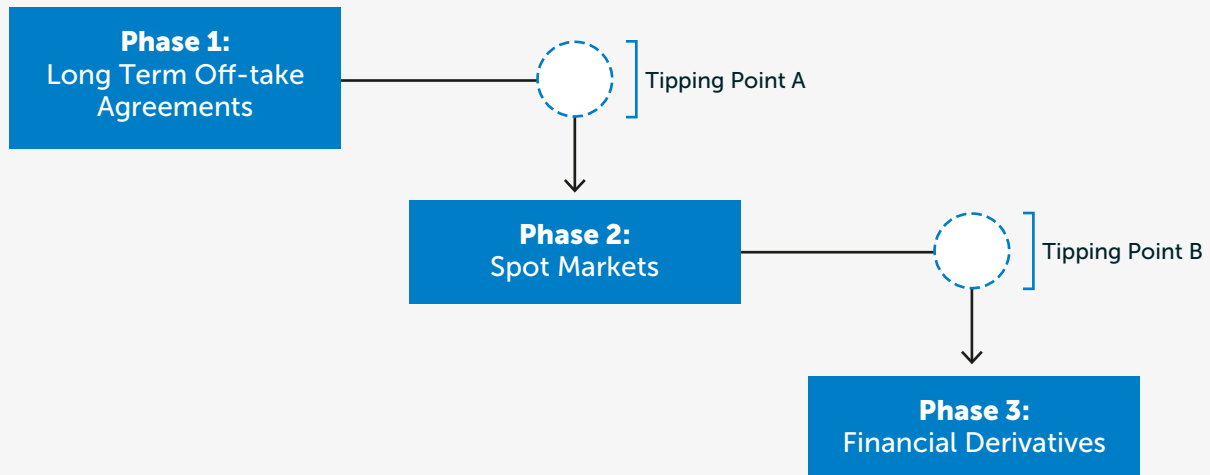 Phase 1:
Long Term Off-take
Agreements
Tipping Point A
Phase 2:
Spot Markets
Tipping Point B
Phase 3:
Financial Derivatives